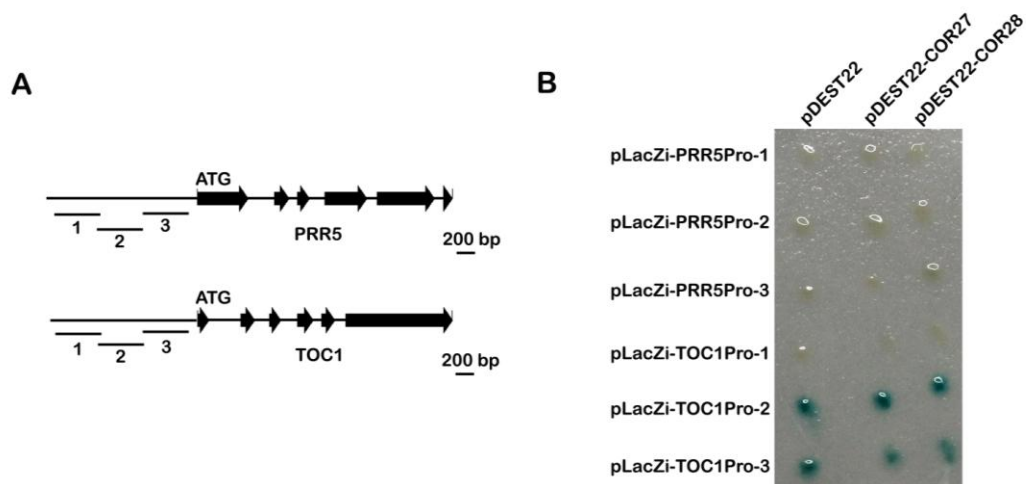 A
ATG
1
2
3
PRR5
200 bp
ATG
1
2
3
TOC1
200 bp
B
pDEST22
pDEST22-COR27
pDEST22-COR28
pLacZi-PRR5Pro-1
pLacZi-PRR5Pro-2
pLacZi-PRR5Pro-3
pLacZi-TOC1Pro-1
pLacZi-TOC1Pro-2
pLacZi-TOC1Pro-3